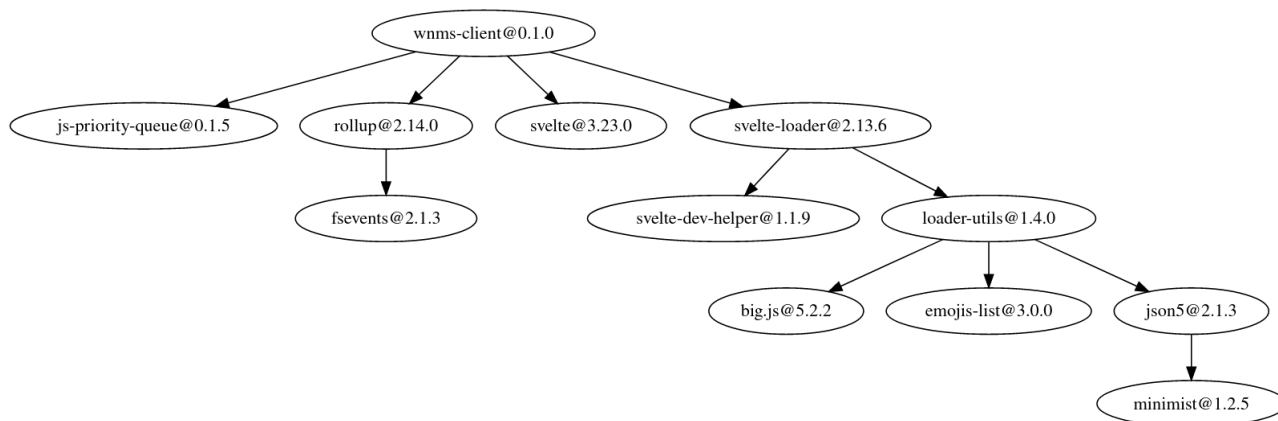 wnms-client@0.1.0
js-priority-queue@0.1.5
rollup@2.14.0
svelte@3.23.0
svelte-loader@2.13.6
fsevents@2.1.3
svelte-dev-helper@1.1.9
loader-utils@1.4.0
big.js@5.2.2
emojis-list@3.0.0
json5@2.1.3
minimist@1.2.5